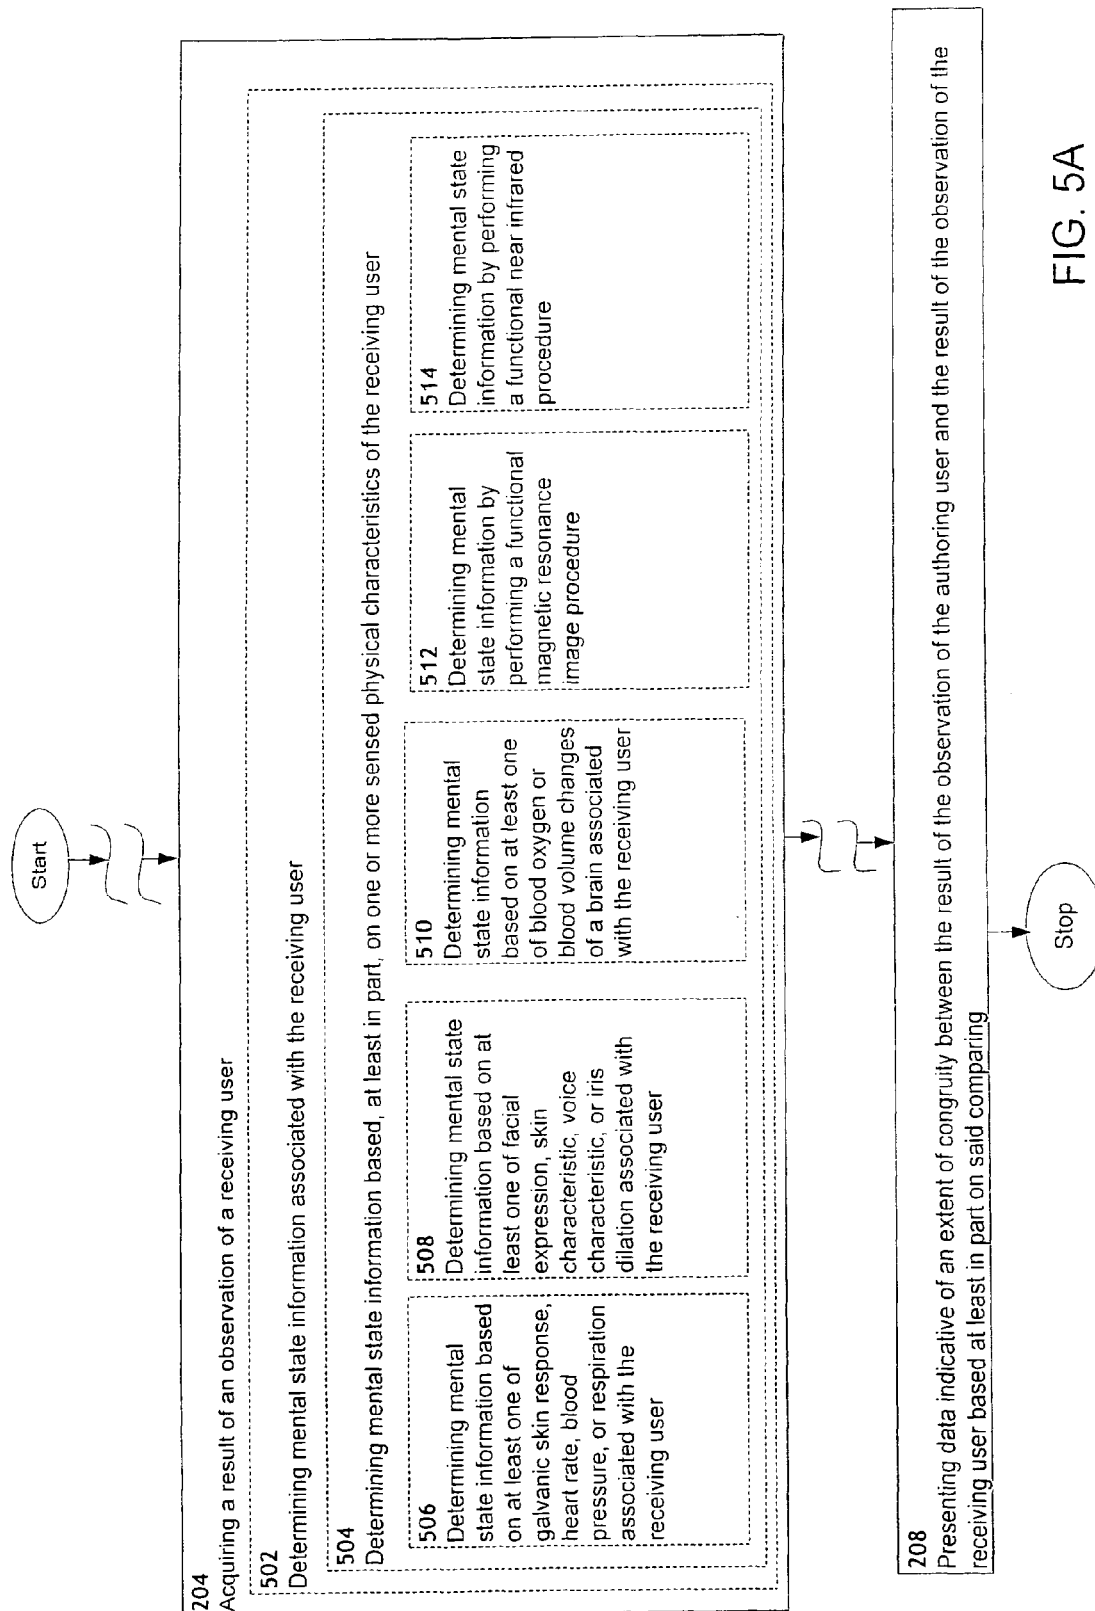 Start
204
Acquiring a result of an observation of a receiving user
502
Determining mental state information associated with the receiving user
504
Determining mental state information based, at least in part, on one or more sensed physical characteristics of the receiving user
506
Determining mental
state information based
on at least one of
galvanic skin response,
heart rate, blood
pressure, or respiration
associated with the
receiving user
508
Determining mental state
information based on at
least one of facial
expression, skin
characteristic, voice
characteristic, or iris
dilation associated with
the receiving user
510
Determining mental
state information
based on at least one
of blood oxygen or
blood volume changes
of a brain associated
with the receiving user
512
Determining mental
state information by
performing a functional
magnetic resonance
image procedure
514
Determining mental state
information by performing
a functional near infrared
procedure
208
Presenting data indicative of an extent of congruity between the result of the observation of the authoring user and the result of the observation of the
receiving user based at least in part on said comparing
Stop
FIG. 5A